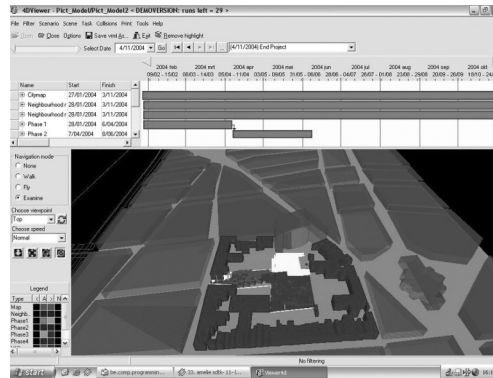 4DViewer - Pict_Model/Pict_Model2 < DEMOVERSION: runs left = 29 >
File Filter Scenario Scene Task Collisions Print Tools Help
Open Close Options Save vrml As... Exit Remove highlight
Select Date 4/11/2004 Go [4/11/2004] End Project
2004 feb 2004 mrt 2004 apr 2004 mei 2004 jun 2004 jul 2004 aug 2004 sep 2004 okt
Name Start Finish
Citymap 27/01/2004 3/11/2004
Neighbourhood r 28/01/2004 3/11/2004
Neighbourhood r 28/01/2004 3/11/2004
Phase 1 28/01/2004 6/04/2004
Phase 2 7/04/2004 8/06/2004
Navigation mode
None
Walk
Fly
Examine
Choose viewpoint
Top
Choose speed
Normal
Legend
Type < A > N
Map
Neighb.
Phase1
Phase2
Phase3
Phase4
No filtering
start be.comp.programmin... Viewer4d